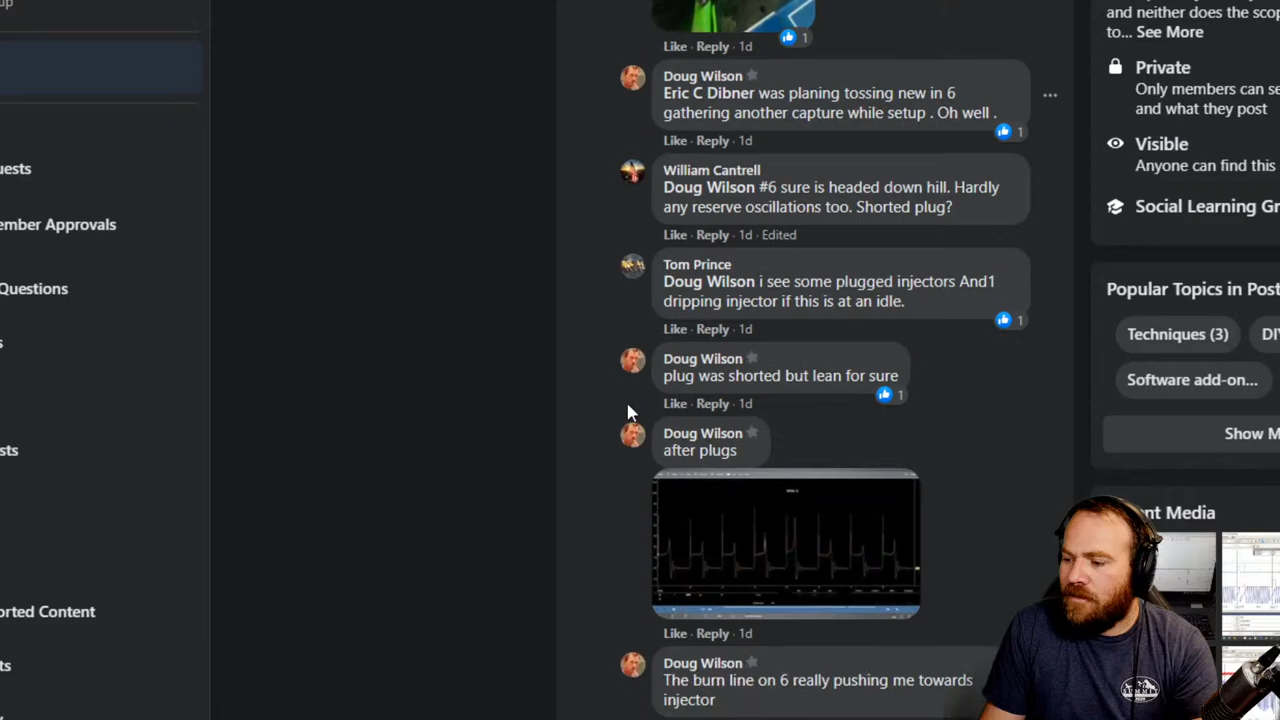 up
and neither does the scop
to... See More
Like · Reply · 1d
1
Private
Only members can se
and what they post
Doug Wilson
Eric C Dibner was planing tossing new in 6
gathering another capture while setup . Oh well .
1
Like · Reply · 1d
Visible
Anyone can find this
uests
William Cantrell
Doug Wilson #6 sure is headed down hill. Hardly
any reserve oscillations too. Shorted plug?
Like · Reply · 1d · Edited
Social Learning Gr
ember Approvals
Tom Prince
Doug Wilson i see some plugged injectors And1
dripping injector if this is at an idle.
1
Like · Reply · 1d
Questions
Popular Topics in Post
Techniques (3)
DI
Software add-on...
Show M
s
Doug Wilson
plug was shorted but lean for sure
1
Like · Reply · 1d
Doug Wilson
after plugs
sts
ent Media
Like · Reply · 1d
orted Content
ts
Doug Wilson
The burn line on 6 really pushing me towards
injector
SUMMIT